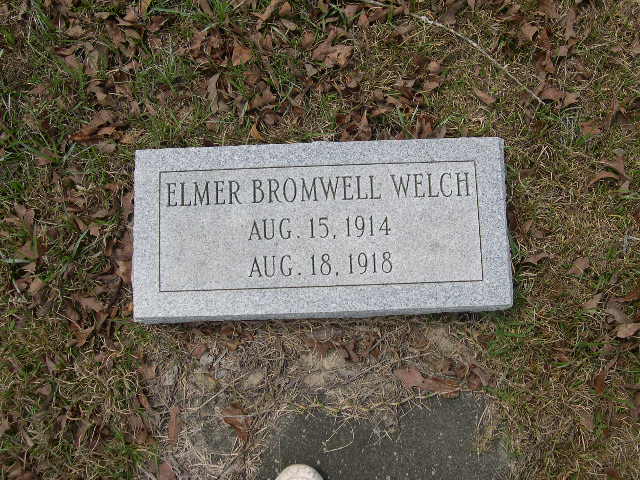 ELMER BROMWELL WELCH
AUG. 15, 1914
AUG. 18, 1918